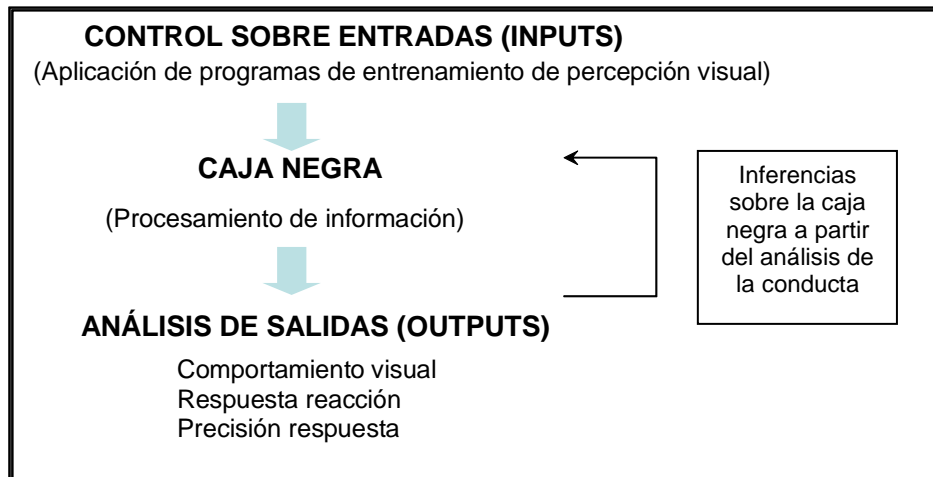 CONTROL SOBRE ENTRADAS (INPUTS)
(Aplicación de programas de entrenamiento de percepción visual)
CAJA NEGRA
(Procesamiento de información)
Inferencias
sobre la caja
negra a partir
del análisis de
la conducta
ANÁLISIS DE SALIDAS (OUTPUTS)
Comportamiento visual
Respuesta reacción
Precisión respuesta